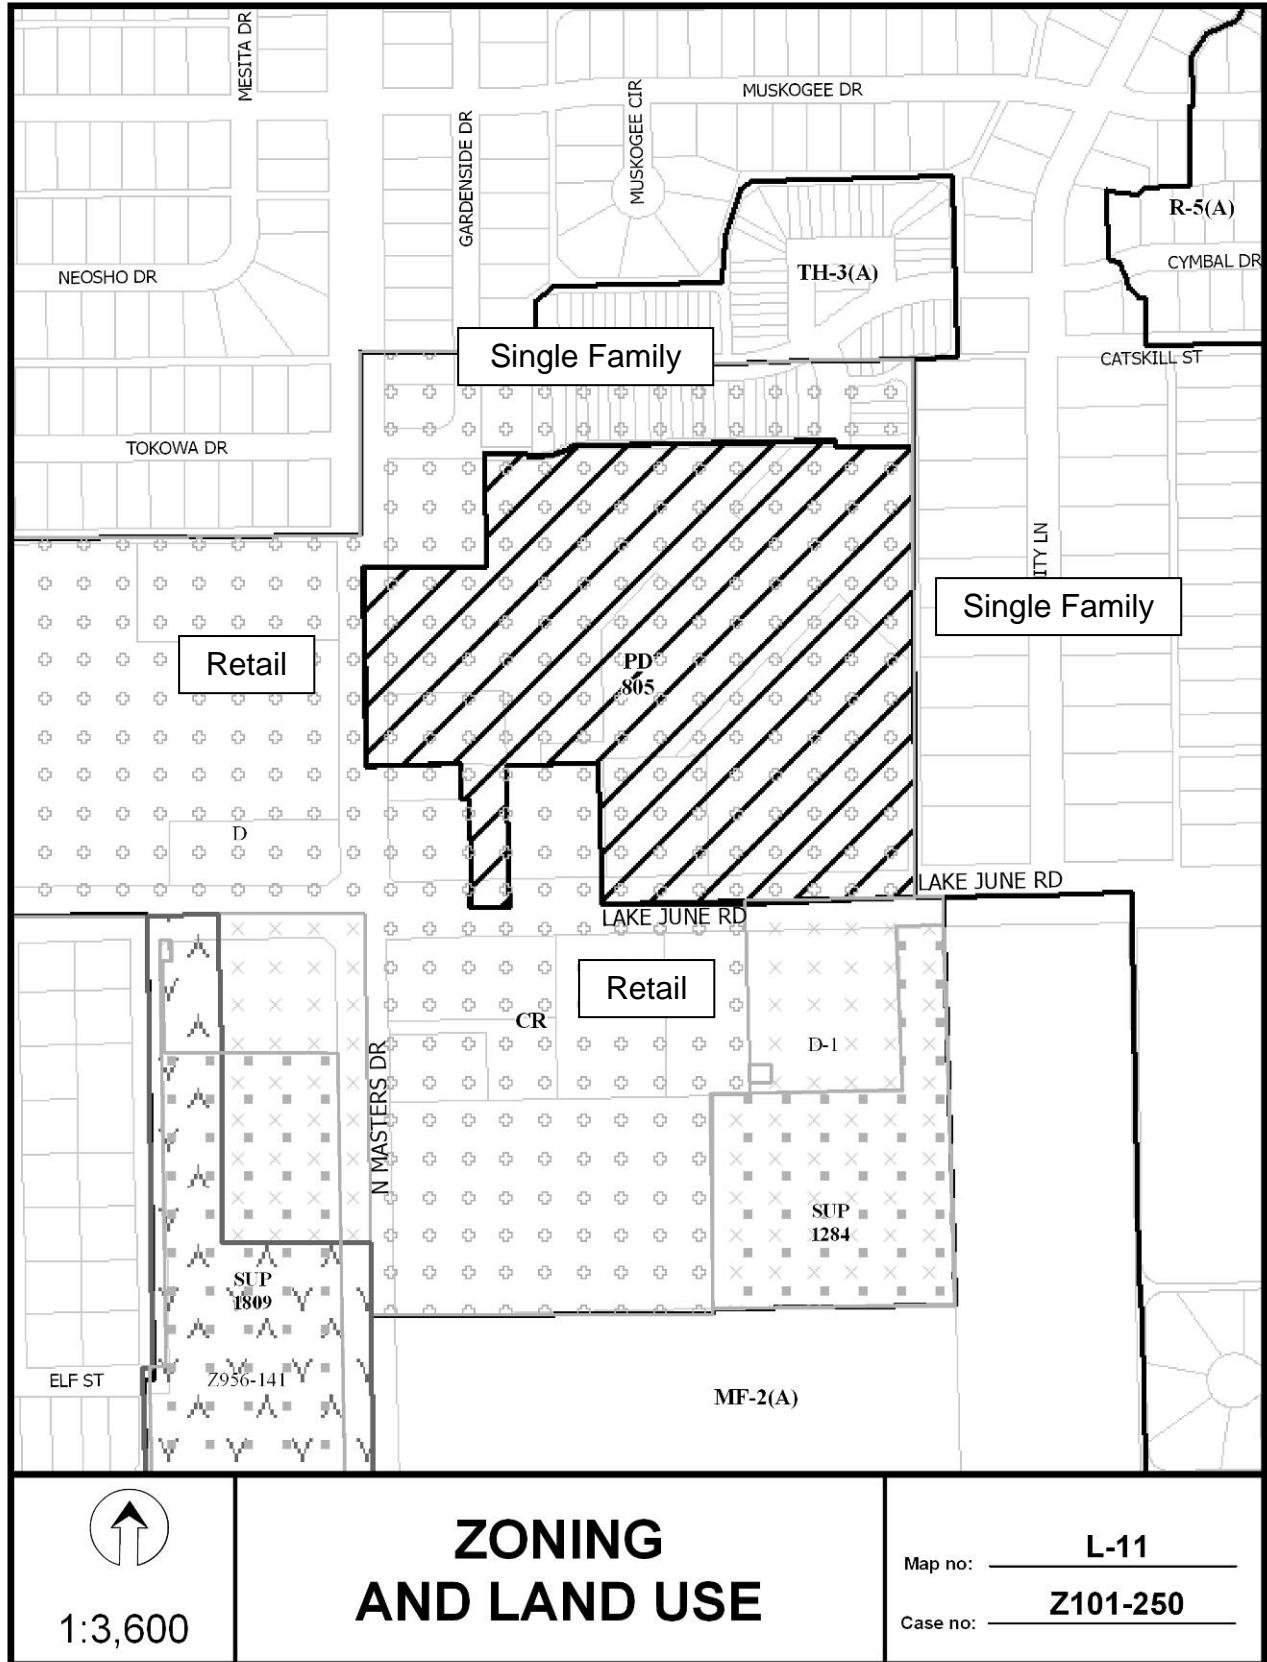 MESITA DR
MUSKOGEE DR
MUSKOGEE CIR
GARDENSIDE DR
R-5(A)
CYMBAL DR
NEOSHO DR
TH-3(A)
Single Family
CATSKILL ST
TOKOWA DR
ITY LN
Single Family
Retail
PD
805
D
LAKE JUNE RD
LAKE JUNE RD
Retail
CR
D-1
N MASTERS DR
SUP
1284
SUP
1809
ELF ST
Z956-141
MF-2(A)
1:3,600
ZONING
AND LAND USE
Map no: L-11
Case no: Z101-250